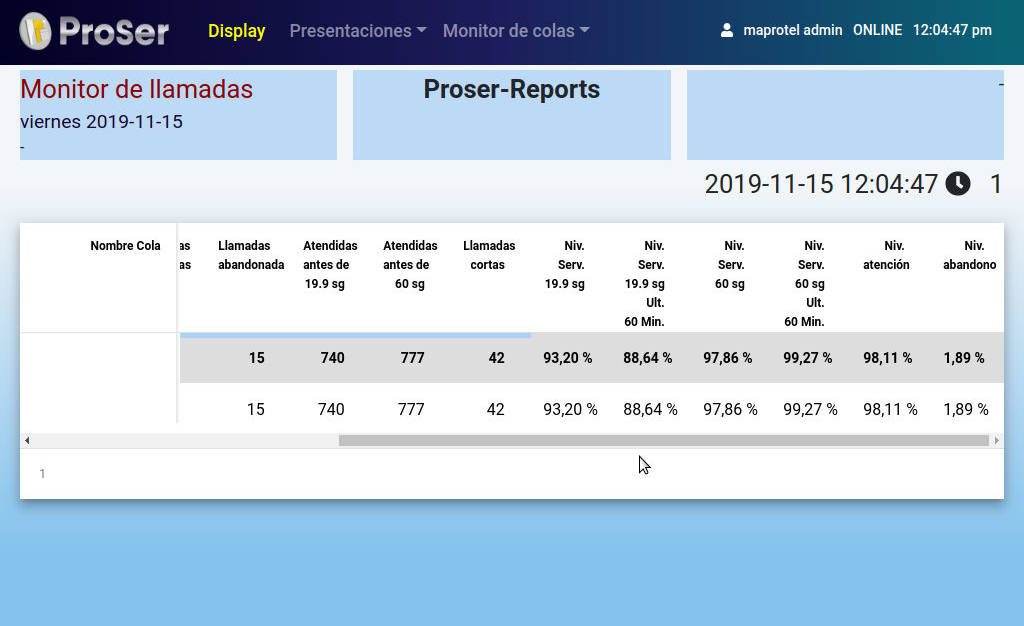 ProSer Display Presentaciones Monitor de colas maprotel admin ONLINE 12:04:47 pm
Monitor de llamadas
viernes 2019-11-15
-
Proser-Reports
-
2019-11-15 12:04:47 1
Nombre Cola as Llamadas Atendidas Atendidas Llamadas Niv. Niv. Niv. Niv. Niv. Niv.
as abandonada antes de antes de cortas Serv. Serv. Serv. Serv. atención abandono
19.9 sg 60 sg 19.9 sg 19.9 sg 60 sg 60 sg
Ult. Ult.
60 Min. 60 Min.
15 740 777 42 93,20 % 88,64 % 97,86 % 99,27 % 98,11 % 1,89 %
15 740 777 42 93,20 % 88,64 % 97,86 % 99,27 % 98,11 % 1,89 %
1